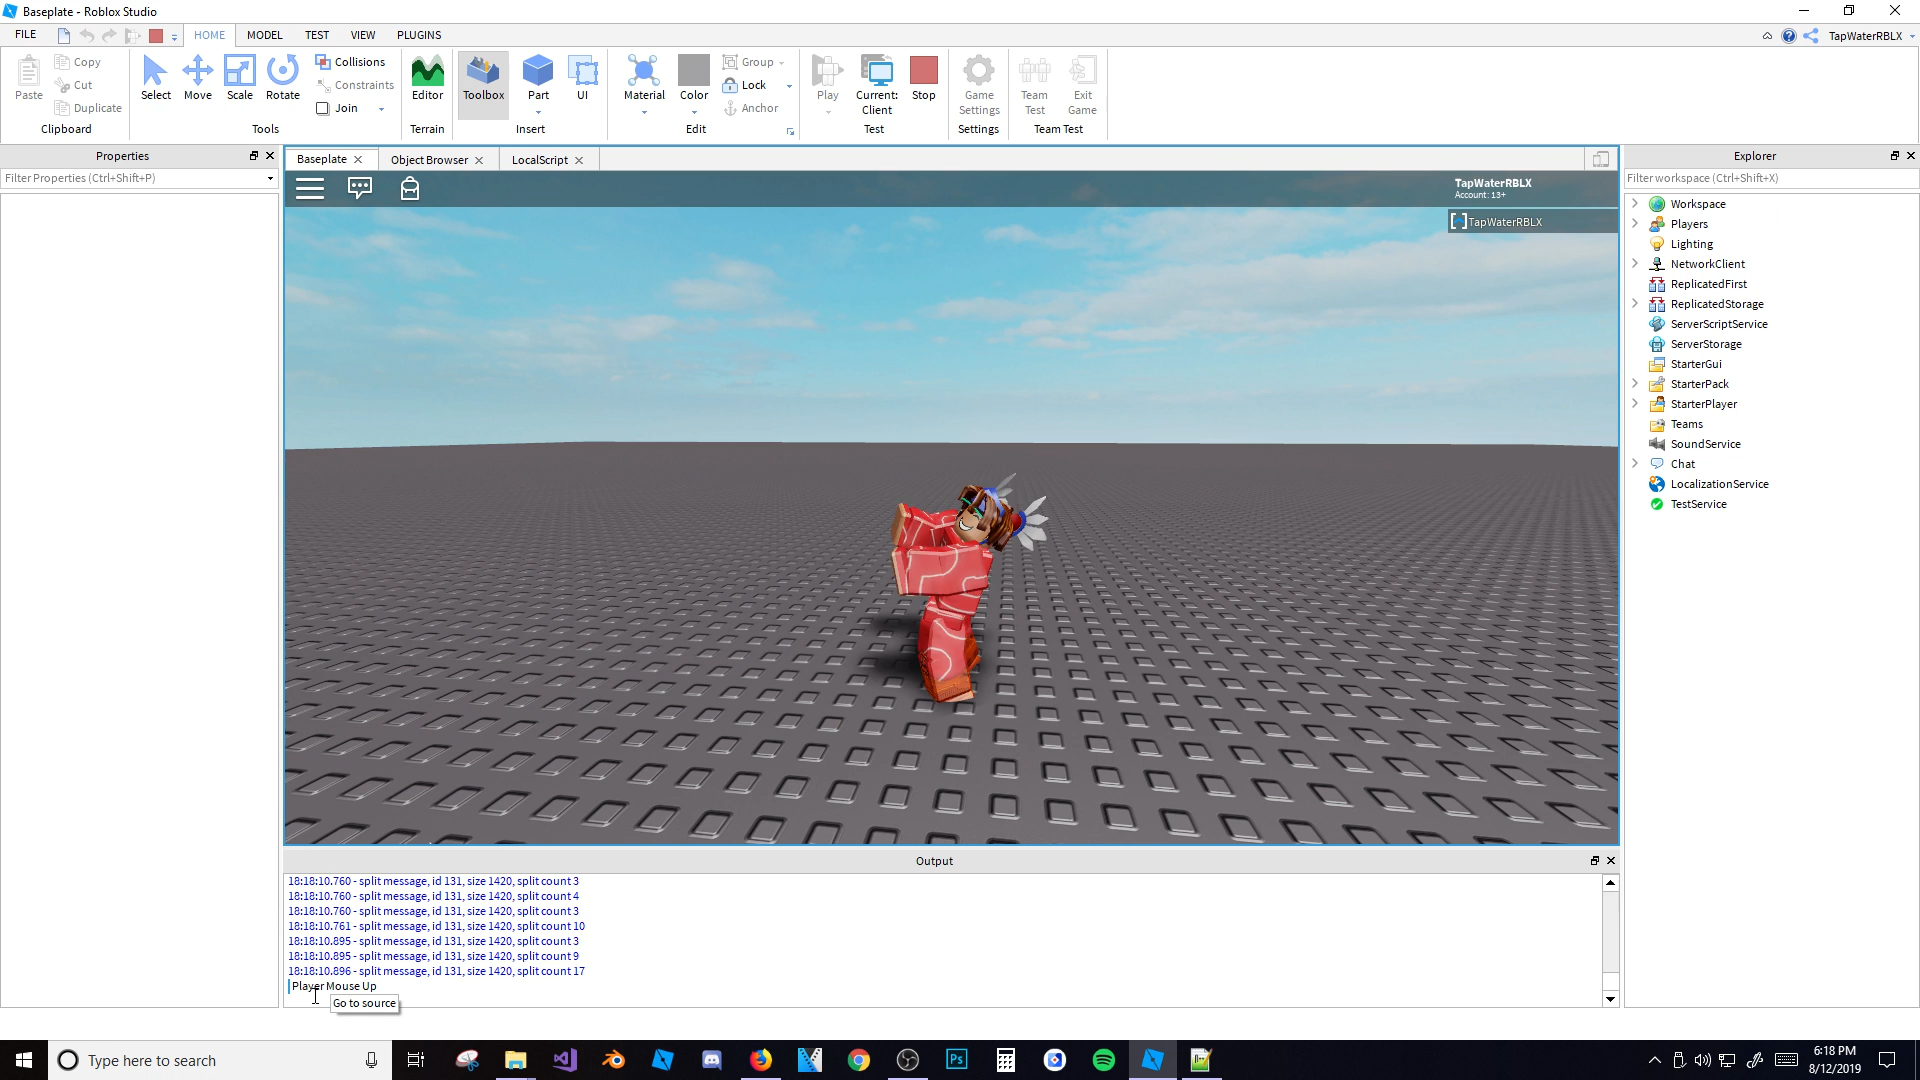 Baseplate - Roblox Studio
FILE
HOME
MODEL
TEST
VIEW
PLUGINS
TapWaterRBLX
Paste
Copy
Cut
Duplicate
Clipboard
Select
Move
Scale
Rotate
Collisions
Constraints
Join
Tools
Editor
Terrain
Toolbox
Part
UI
Insert
Material
Color
Group
Lock
Anchor
Edit
Play
Current:
Client
Stop
Test
Game
Settings
Settings
Team
Test
Exit
Game
Team Test
Properties
Filter Properties (Ctrl+Shift+P)
Baseplate
Object Browser
LocalScript
TapWaterRBLX
Account: 13+
TapWaterRBLX
Explorer
Filter workspace (Ctrl+Shift+X)
Workspace
Players
Lighting
NetworkClient
ReplicatedFirst
ReplicatedStorage
ServerScriptService
ServerStorage
StarterGui
StarterPack
StarterPlayer
Teams
SoundService
Chat
LocalizationService
TestService
Output
18:18:10.760 - split message, id 131, size 1420, split count 3
18:18:10.760 - split message, id 131, size 1420, split count 4
18:18:10.760 - split message, id 131, size 1420, split count 3
18:18:10.761 - split message, id 131, size 1420, split count 10
18:18:10.895 - split message, id 131, size 1420, split count 3
18:18:10.895 - split message, id 131, size 1420, split count 9
18:18:10.896 - split message, id 131, size 1420, split count 17
Player Mouse Up
Go to source
Type here to search
Ps
6:18 PM
8/12/2019